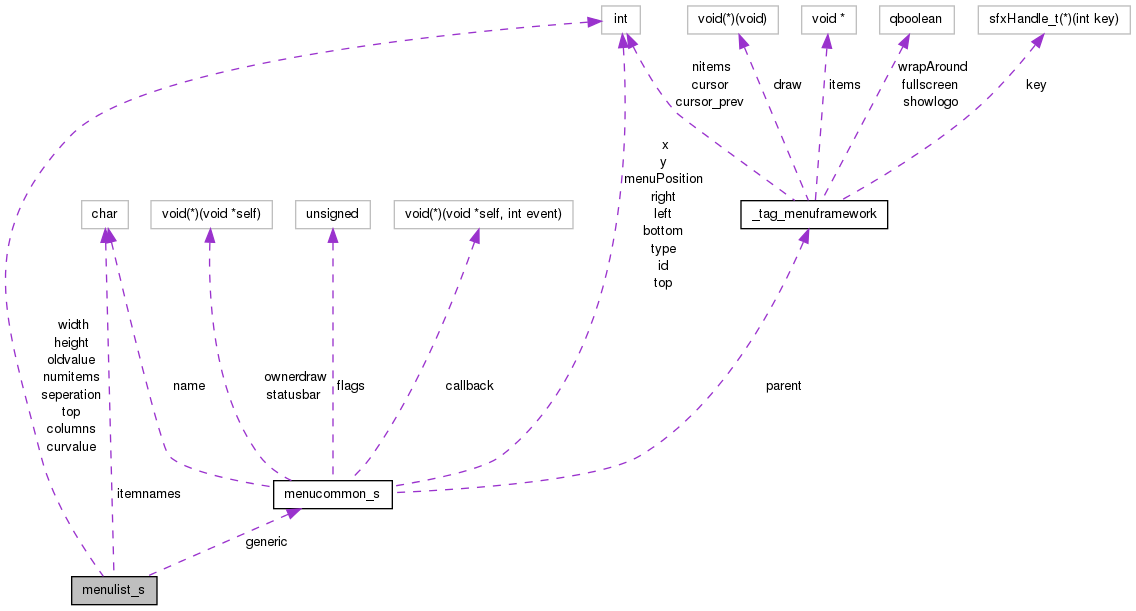 int
void(*)(void)
void *
qboolean
sfxHandle_t(*)(int key)
nitems
cursor
cursor_prev
draw
items
wrapAround
fullscreen
showlogo
key
x
y
menuPosition
right
left
bottom
type
id
top
char
void(*)(void *self)
unsigned
void(*)(void *self, int event)
_tag_menuframework
width
height
oldvalue
numitems
seperation
top
columns
curvalue
name
ownerdraw
statusbar
flags
callback
parent
itemnames
menucommon_s
generic
menulist_s